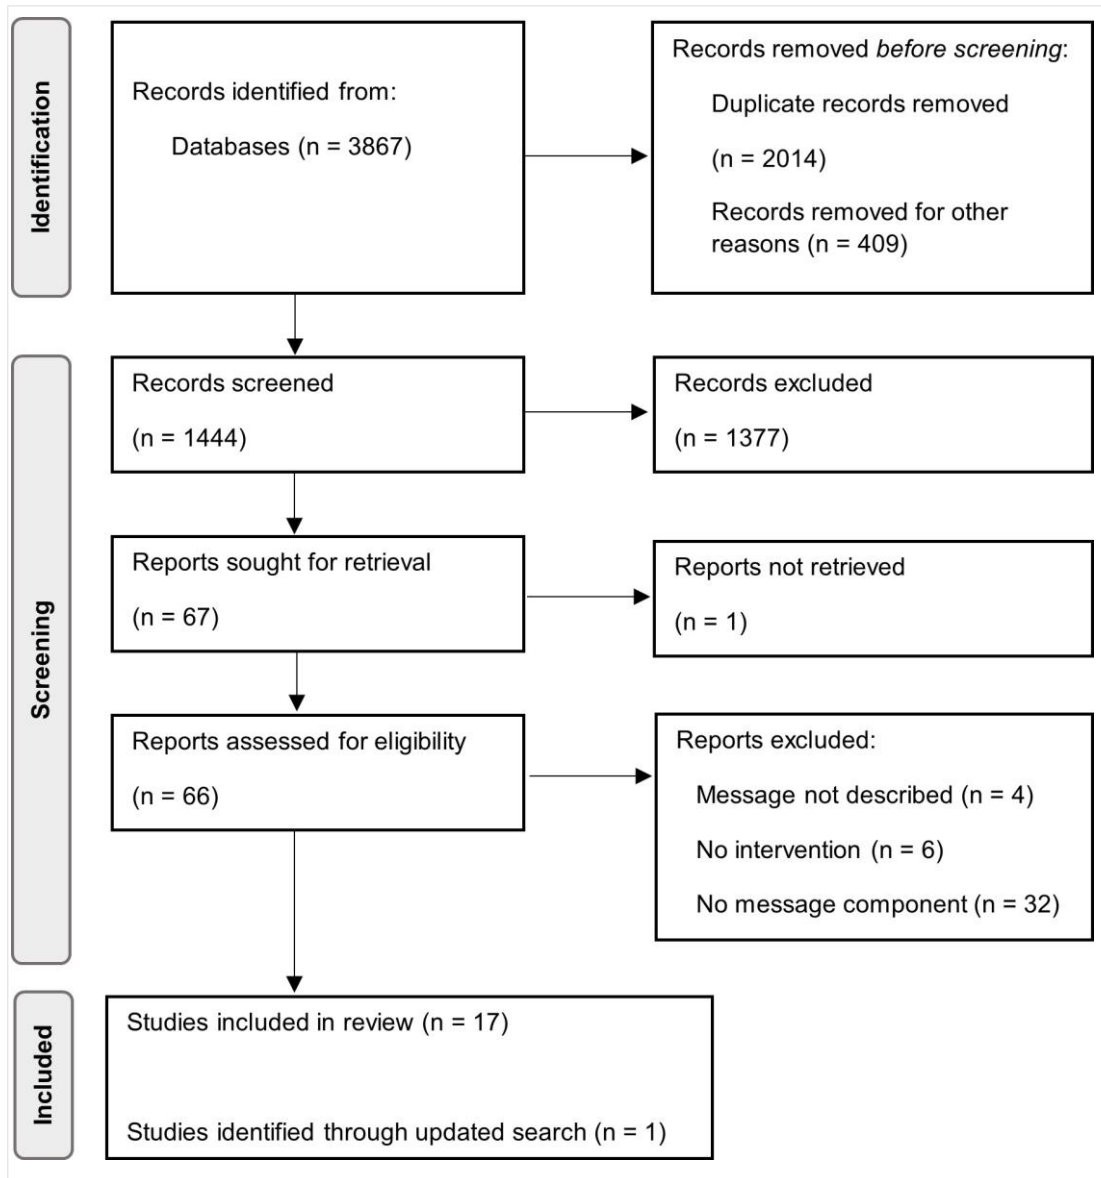 Identification
Records identified from:
Databases (n = 3867)
Records removed before screening:
Duplicate records removed
(n = 2014)
Records removed for other
reasons (n = 409)
Screening
Records screened
(n = 1444)
Records excluded
(n = 1377)
Reports sought for retrieval
(n = 67)
Reports not retrieved
(n = 1)
Reports assessed for eligibility
(n = 66)
Reports excluded:
Message not described (n = 4)
No intervention (n = 6)
No message component (n = 32)
Included
Studies included in review (n = 17)
Studies identified through updated search (n = 1)